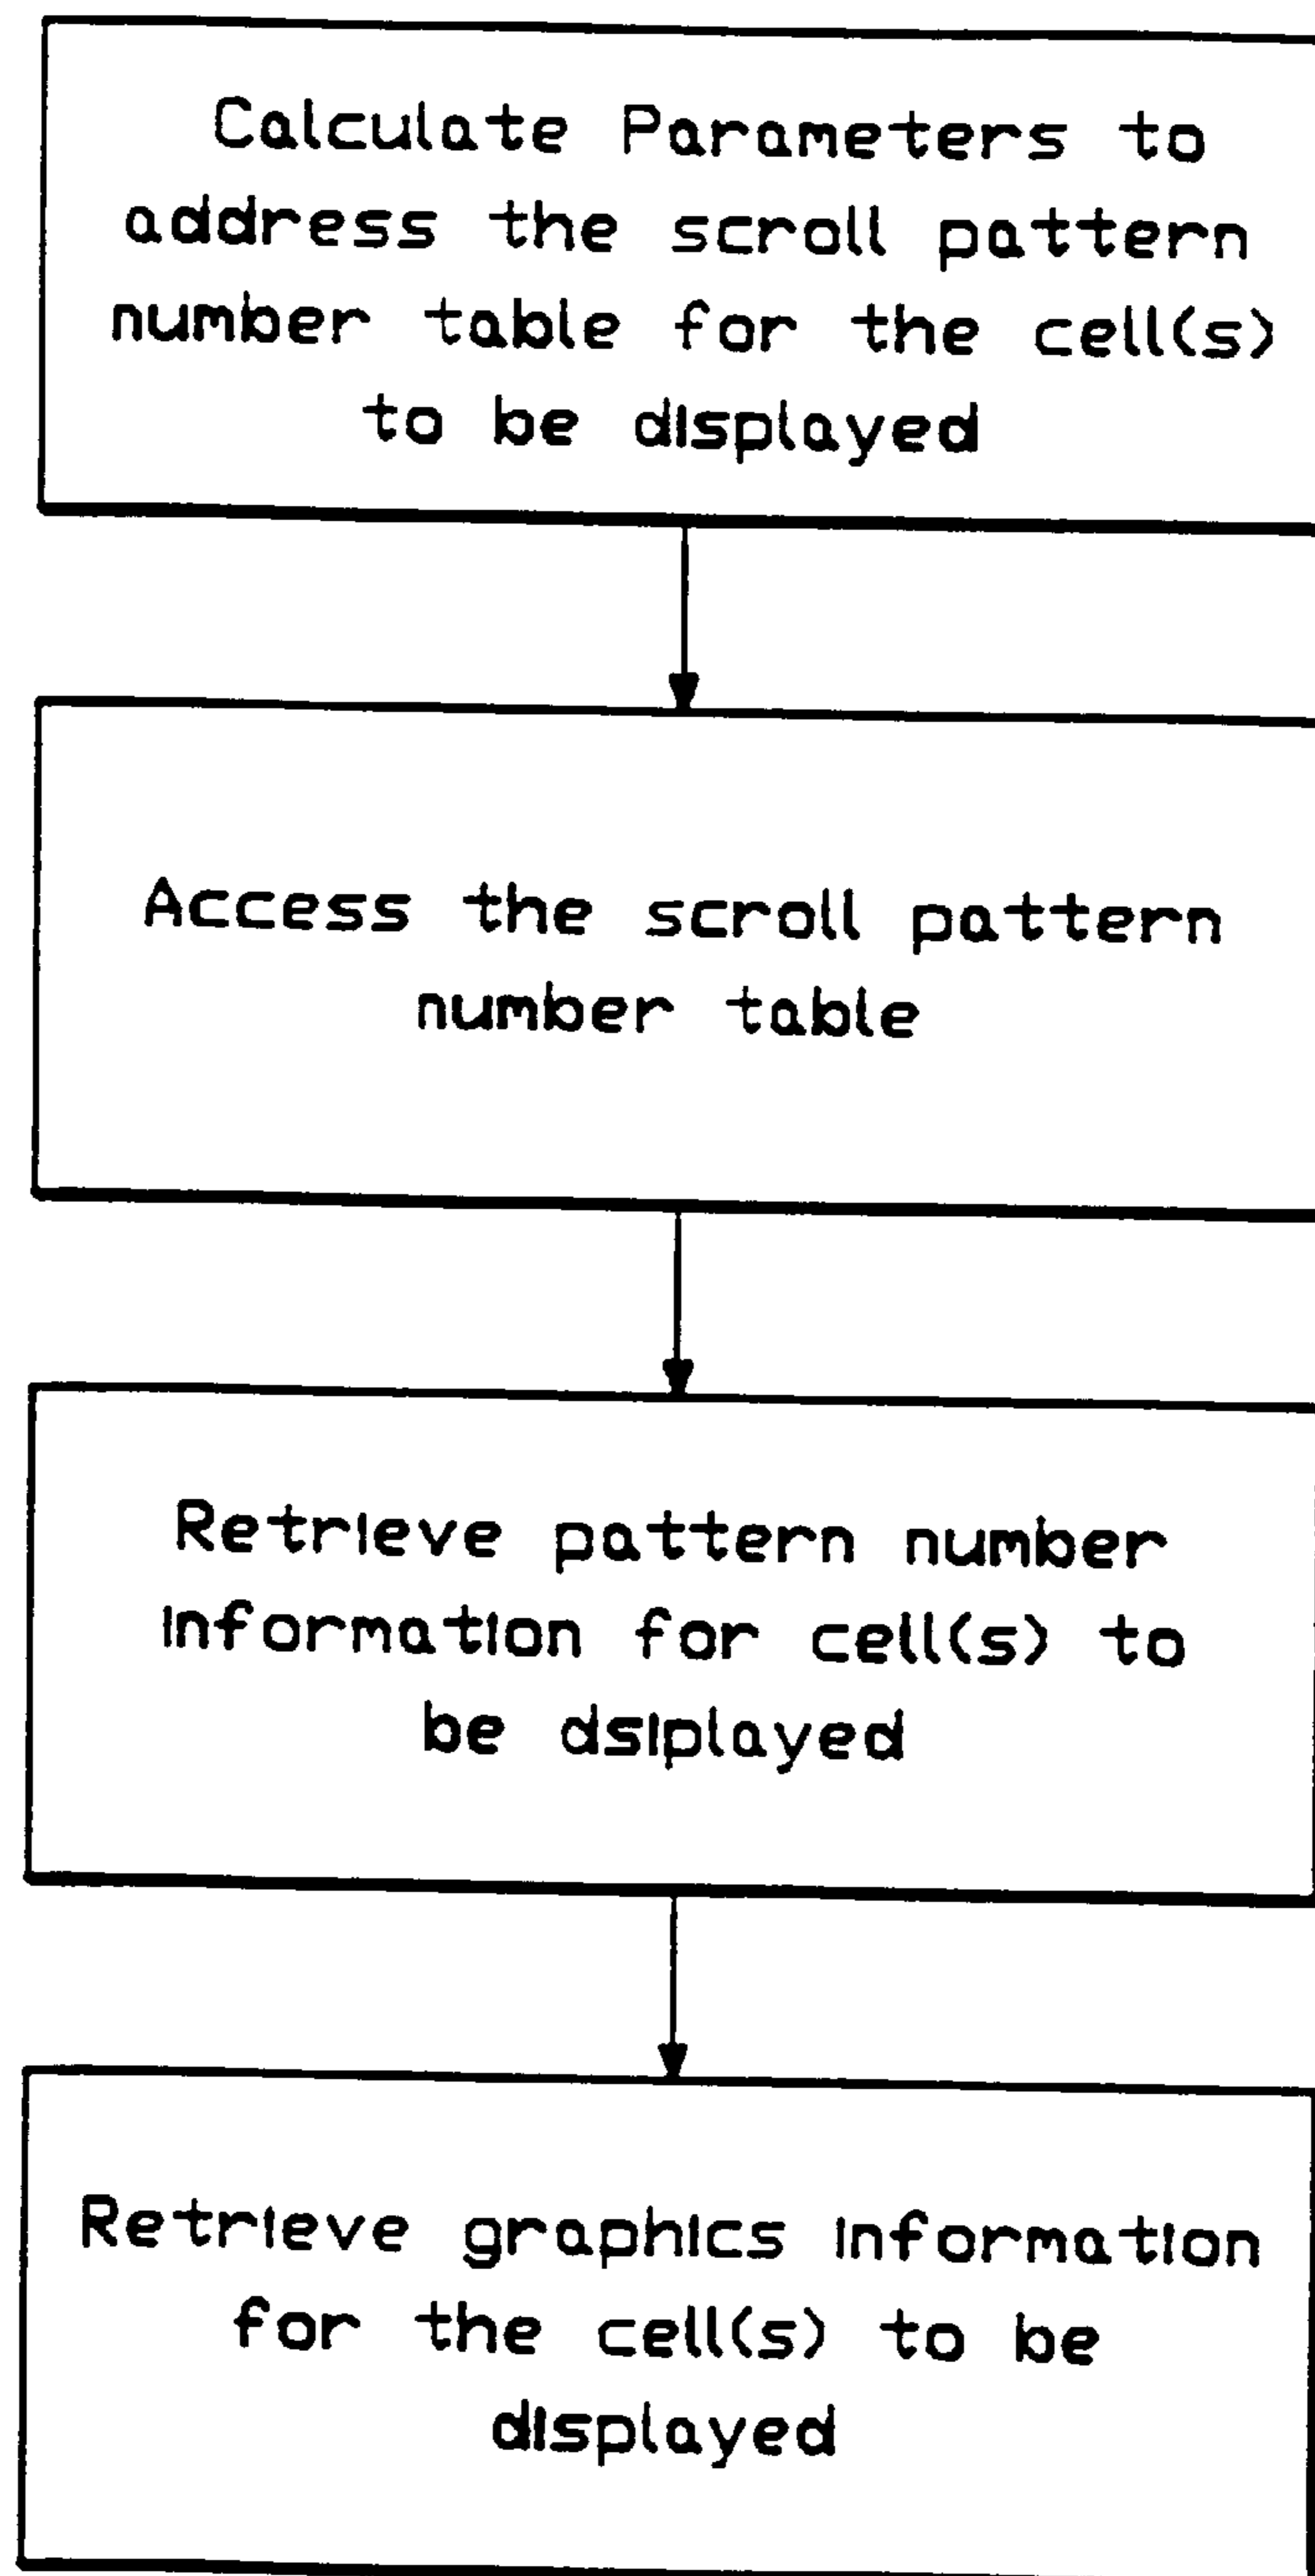 Calculate Parameters to
address the scroll pattern
number table for the cell(s)
to be displayed
Access the scroll pattern
number table
Retrieve pattern number
information for cell(s) to
be dsiplayed
Retrieve graphics information
for the cell(s) to be
displayed